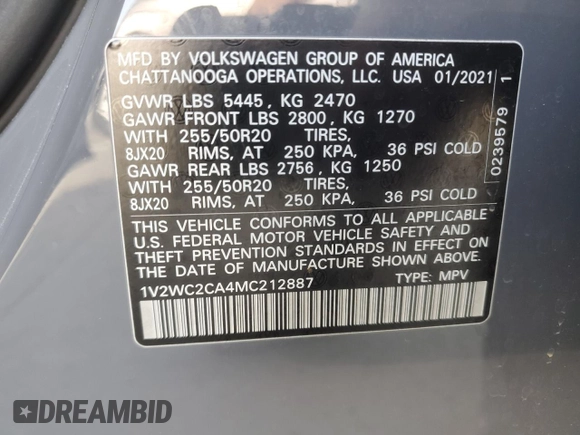 MFD BY VOLKSWAGEN GROUP OF AMERICA
CHATTANOOGA OPERATIONS, LLC. USA 01/2021
GVWR LBS 5445, KG 2470
GAWR FRONT LBS 2800, KG 1270
WITH 255/50R20 TIRES,
8JX20 RIMS, AT 250 KPA, 36 PSI COLD
GAWR REAR LBS 2756, KG 1250
WITH 255/50R20 TIRES,
8JX20 RIMS, AT 250 KPA, 36 PSI COLD
THIS VEHICLE CONFORMS TO ALL APPLICABLE
U.S. FEDERAL MOTOR VEHICLE SAFETY AND
THEFT PREVENTION STANDARDS IN EFFECT ON
THE DATE OF MANUFACTURE SHOWN ABOVE.
1V2WC2CA4MC212887 TYPE: MPV
0239579 1
DREAMBID